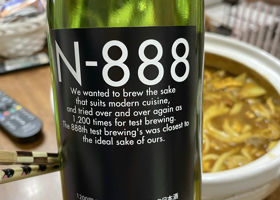 N-888
We wanted to brew the sake
that suits modern cuisine,
and tried over and over again as
1,200 times for test brewing.
The 888th test brewing's was closest to
the ideal sake of ours.